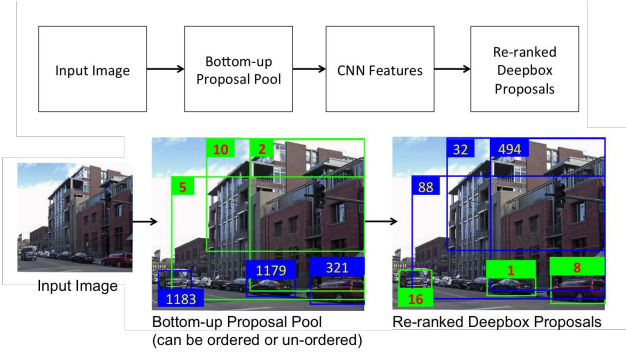 Input Image
Bottom-up
Proposal Pool
CNN Features
Re-ranked
Deepbox
Proposals
10 2
5
1179 321
1183
32 494
88
1 8
16
Input Image
Bottom-up Proposal Pool
(can be ordered or un-ordered)
Re-ranked Deepbox Proposals